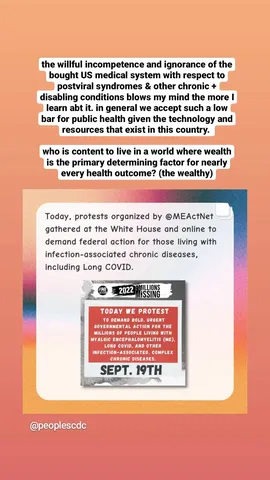 the willful incompetence and ignorance of the
bought US medical system with respect to
postviral syndromes & other chronic +
disabling conditions blows my mind the more I
learn abt it. in general we accept such a low
bar for public health given the technology and
resources that exist in this country.
who is content to live in a world where wealth
is the primary determining factor for nearly
every health outcome? (the wealthy)
Today, protests organized by @MEActNet
gathered at the White House and online to
demand federal action for those living with
infection-associated chronic diseases,
including Long COVID.
2022
MILLIONS
MISSING
TODAY WE PROTEST
TO DEMAND BOLD, URGENT
GOVERNMENTAL ACTION FOR THE
MILLIONS OF PEOPLE LIVING WITH
MYALGIC ENCEPHALOMYELITIS (ME),
LONG COVID, AND OTHER
INFECTION-ASSOCIATED, COMPLEX
CHRONIC DISEASES.
SEPT. 19TH
@peoplescdc